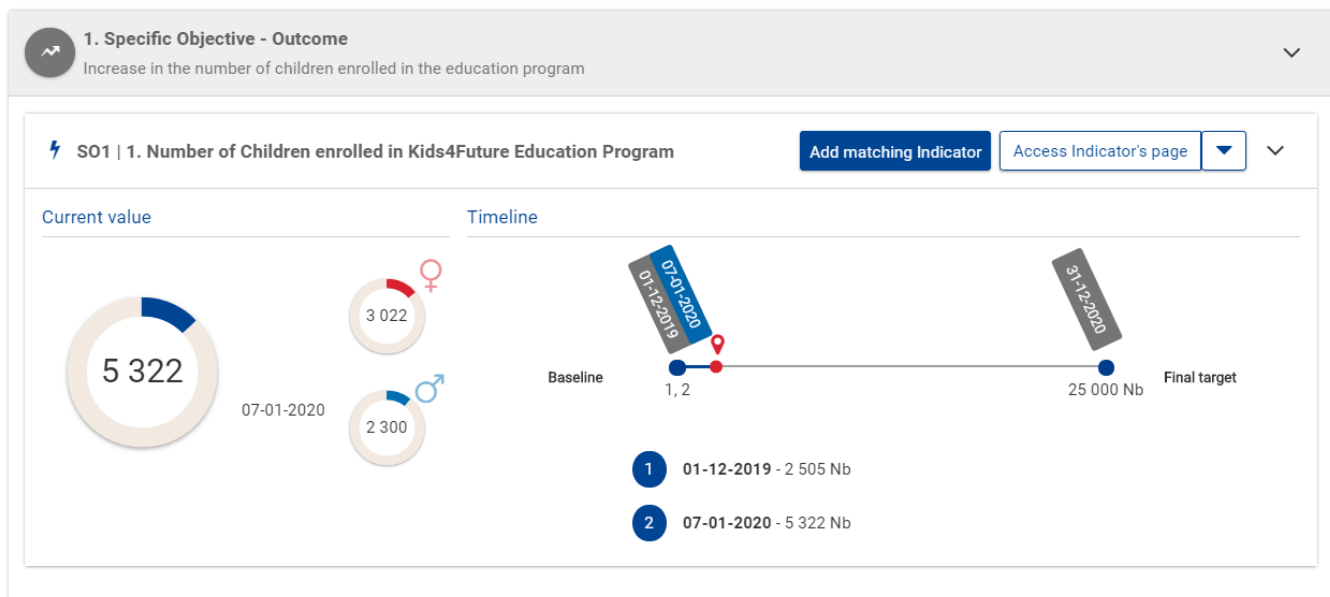 1. Specific Objective - Outcome
Increase in the number of children enrolled in the education program
SO1 | 1. Number of Children enrolled in Kids4Future Education Program
Add matching Indicator
Access Indicator's page
Current value
5 322
07-01-2020
3 022
2 300
Timeline
01-12-2019
07-01-2020
31-12-2020
Baseline
1, 2
25 000 Nb
Final target
1 01-12-2019 - 2 505 Nb
2 07-01-2020 - 5 322 Nb